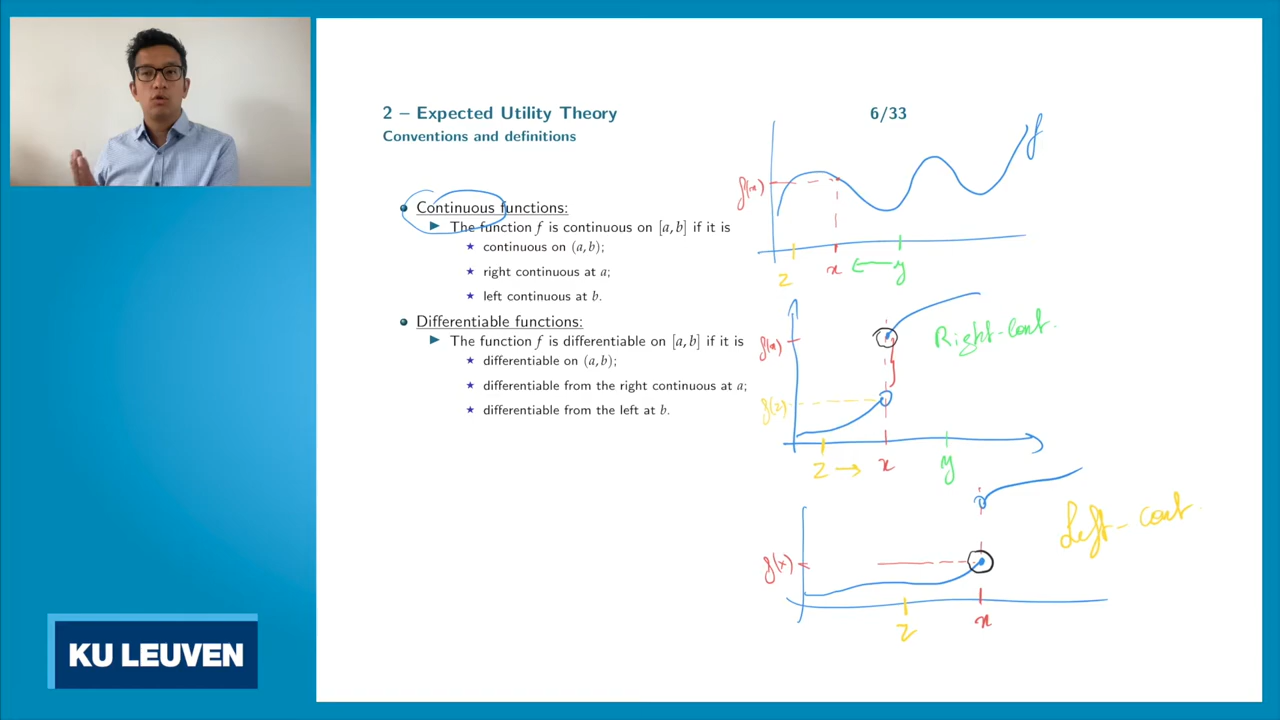 2 – Expected Utility Theory
6/33
Conventions and definitions
Continuous functions:
The function f is continuous on [a, b] if it is
continuous on (a, b);
right continuous at a;
left continuous at b.
Differentiable functions:
The function f is differentiable on [a, b] if it is
differentiable on (a, b);
differentiable from the right continuous at a;
differentiable from the left at b.
f
f(x)
z
x
y
f(x)
Right-cont.
f(z)
z
x
y
Left-cont.
f(x)
z
x
KU LEUVEN